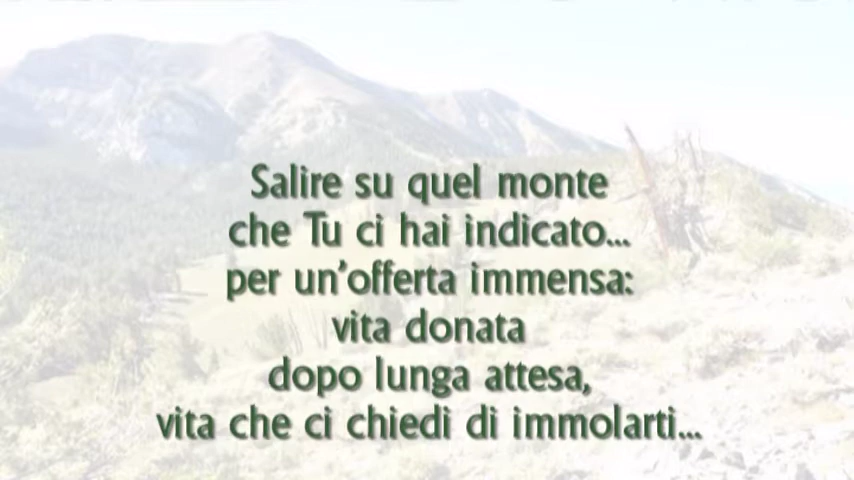 Salire su quel monte
che Tu ci hai indicato...
per un'offerta immensa:
vita donata
dopo lunga attesa,
vita che ci chiedi di immolarti...